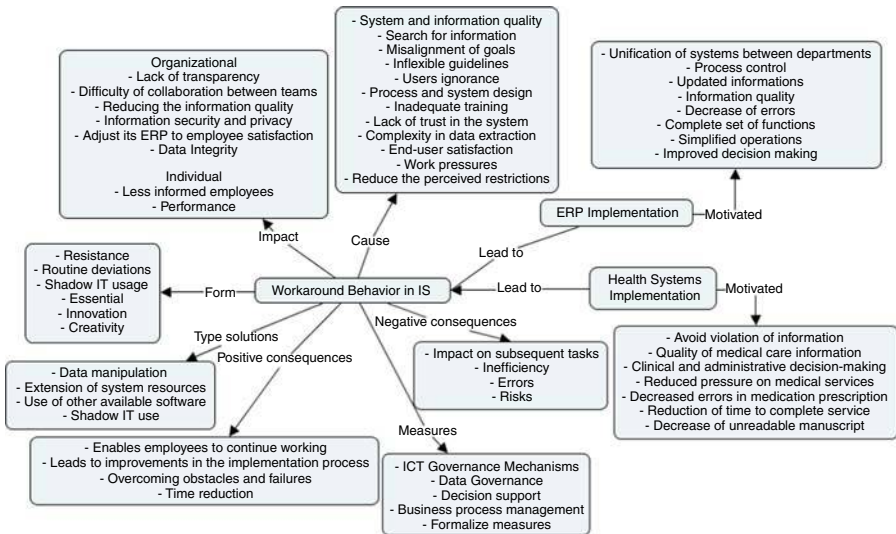 Organizational
- Lack of transparency
- Difficulty of collaboration between teams
- Reducing the information quality
- Information security and privacy
- Adjust its ERP to employee satisfaction
- Data Integrity
Individual
- Less informed employees
- Performance
- System and information quality
- Search for information
- Misalignment of goals
- Inflexible guidelines
- Users ignorance
- Process and system design
- Inadequate training
- Lack of trust in the system
- Complexity in data extraction
- End-user satisfaction
- Work pressures
- Reduce the perceived restrictions
- Unification of systems between departments
- Process control
- Updated informations
- Information quality
- Decrease of errors
- Complete set of functions
- Simplified operations
- Improved decision making
Impact
Cause
ERP Implementation
Motivated
Lead to
- Resistance
- Routine deviations
- Shadow IT usage
- Essential
- Innovation
- Creativity
Form
Workaround Behavior in IS
Lead to
Health Systems
Implementation
Motivated
Type solutions
Positive consequences
Negative consequences
- Data manipulation
- Extension of system resources
- Use of other available software
- Shadow IT use
- Impact on subsequent tasks
- Inefficiency
- Errors
- Risks
- Avoid violation of information
- Quality of medical care information
- Clinical and administrative decision-making
- Reduced pressure on medical services
- Decreased errors in medication prescription
- Reduction of time to complete service
- Decrease of unreadable manuscript
Measures
- Enables employees to continue working
- Leads to improvements in the implementation process
- Overcoming obstacles and failures
- Time reduction
- ICT Governance Mechanisms
- Data Governance
- Decision support
- Business process management
- Formalize measures